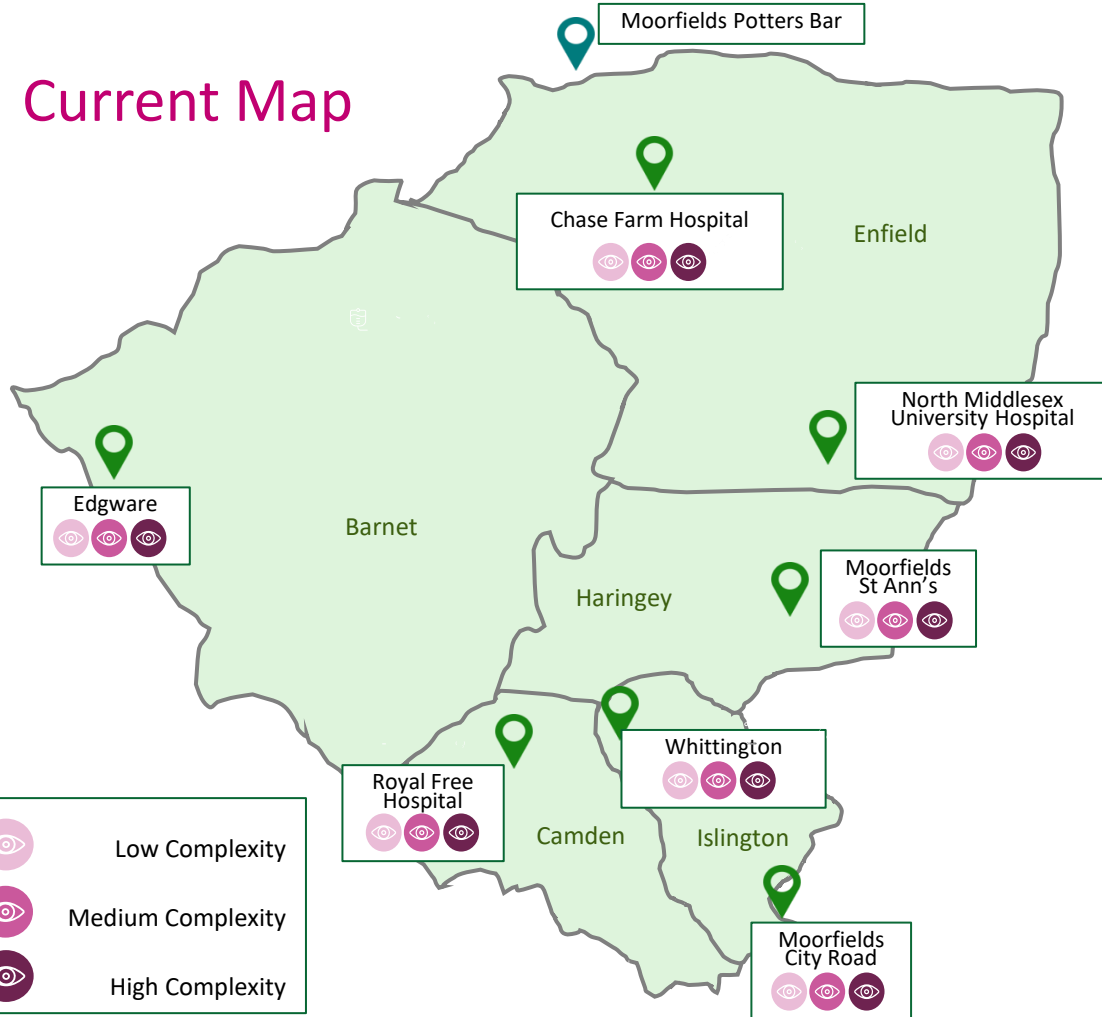 Moorfields Potters Bar
Current Map
Chase Farm Hospital
Enfield
North Middlesex
University Hospital
Edgware
Barnet
Moorfields
St Ann’s
Haringey
Whittington
Royal Free
Hospital
Camden
Islington
Low Complexity
Medium Complexity
High Complexity
Moorfields
City Road